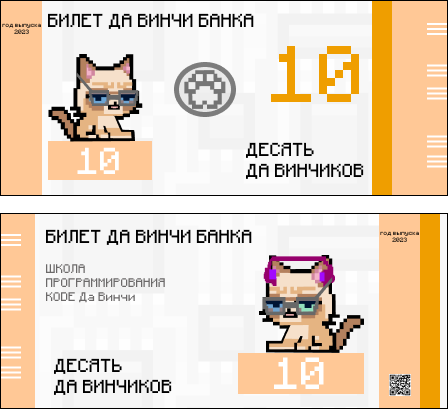 БИЛЕТ ДА ВИНЧИ БАНКА
год выпуска
2023
10
10
ДЕСЯТЬ
ДА ВИНЧИКОВ
БИЛЕТ ДА ВИНЧИ БАНКА
год выпуска
2023
ШКОЛА
ПРОГРАММИРОВАНИЯ
KODE Да Винчи
10
ДЕСЯТЬ
ДА ВИНЧИКОВ